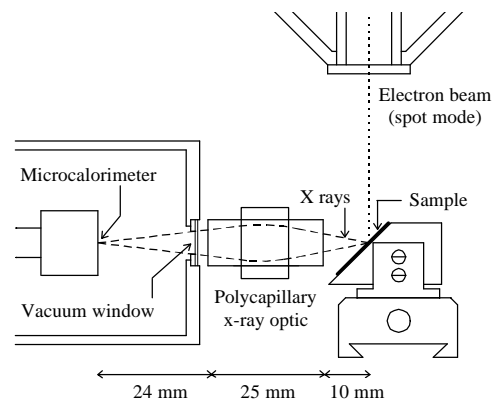 Electron beam
(spot mode)
Microcalorimeter
X rays
Sample
Vacuum window
Polycapillary
x-ray optic
24 mm
25 mm
10 mm